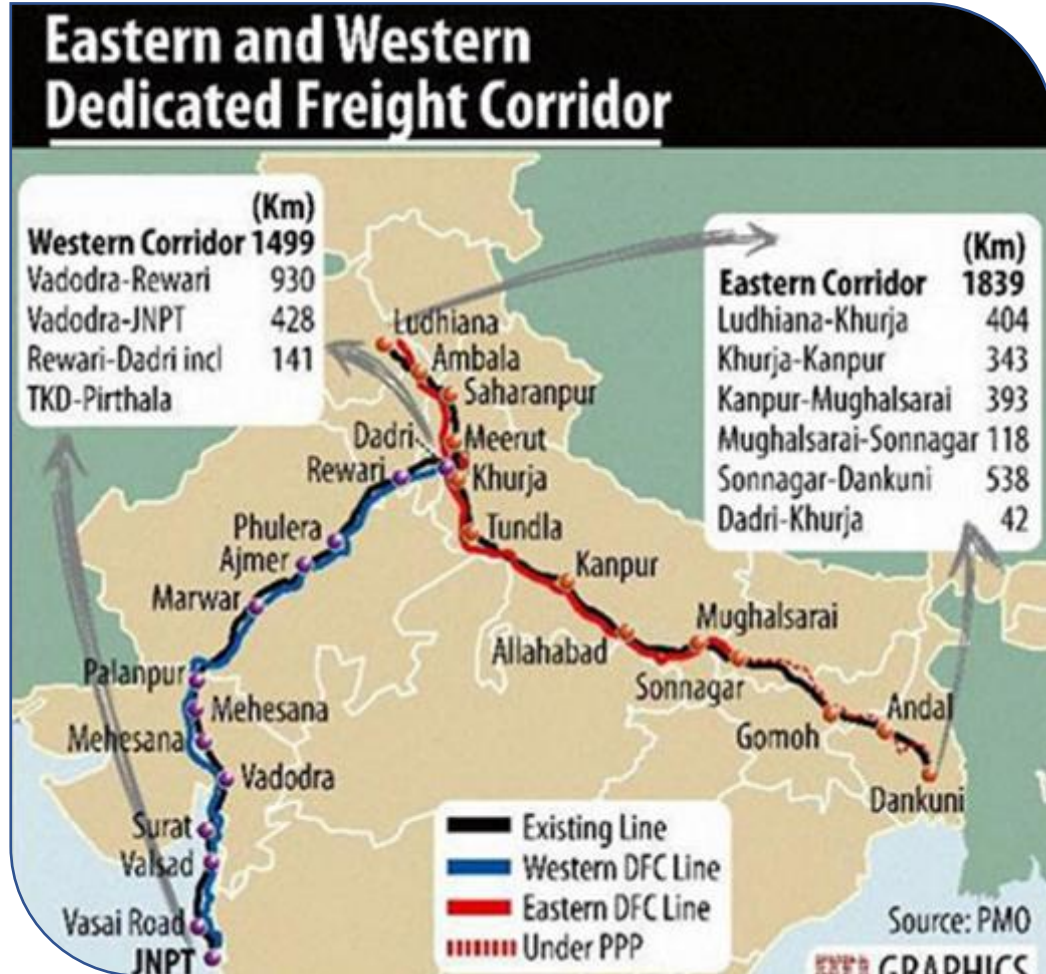 Eastern and Western
Dedicated Freight Corridor
(Km)
Western Corridor 1499
Vadodra-Rewari 930
Vadodra-JNPT 428
Rewari-Dadri incl 141
TKD-Pirthala
(Km)
Eastern Corridor 1839
Ludhiana-Khurja 404
Khurja-Kanpur 343
Kanpur-Mughalsarai 393
Mughalsarai-Sonnagar 118
Sonnagar-Dankuni 538
Dadri-Khurja 42
Ludhiana
Ambala
Saharanpur
Dadri
Meerut
Rewari
Khurja
Phulera
Tundla
Ajmer
Kanpur
Marwar
Mughalsarai
Allahabad
Palanpur
Sonnagar
Mehesana
Andal
Mehesana
Gomoh
Vadodra
Dankuni
Surat
Valsad
Vasai Road
JNPT
Existing Line
Western DFC Line
Eastern DFC Line
Under PPP
Source: PMO
GRAPHICS